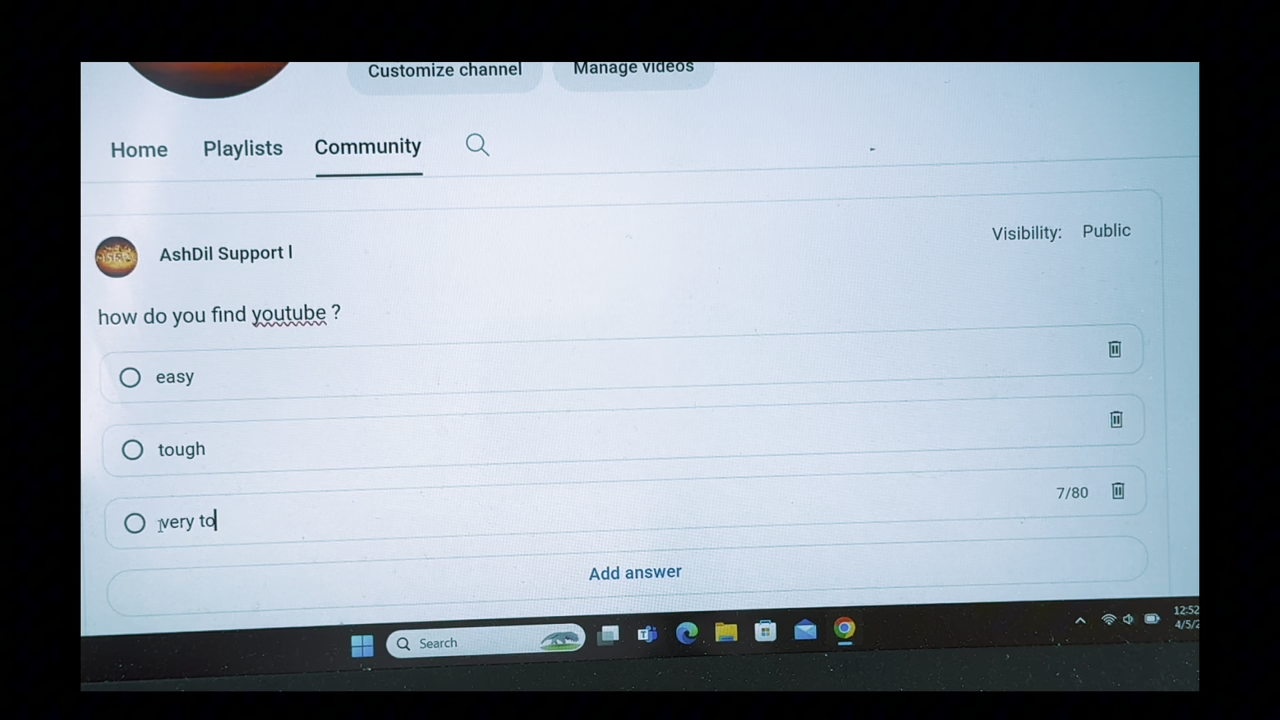 Customize channel
Manage videos
Home Playlists Community
AshDil Support l
Visibility: Public
how do you find youtube ?
easy
tough
very to
7/80
Add answer
Search
12:52
4/5/2